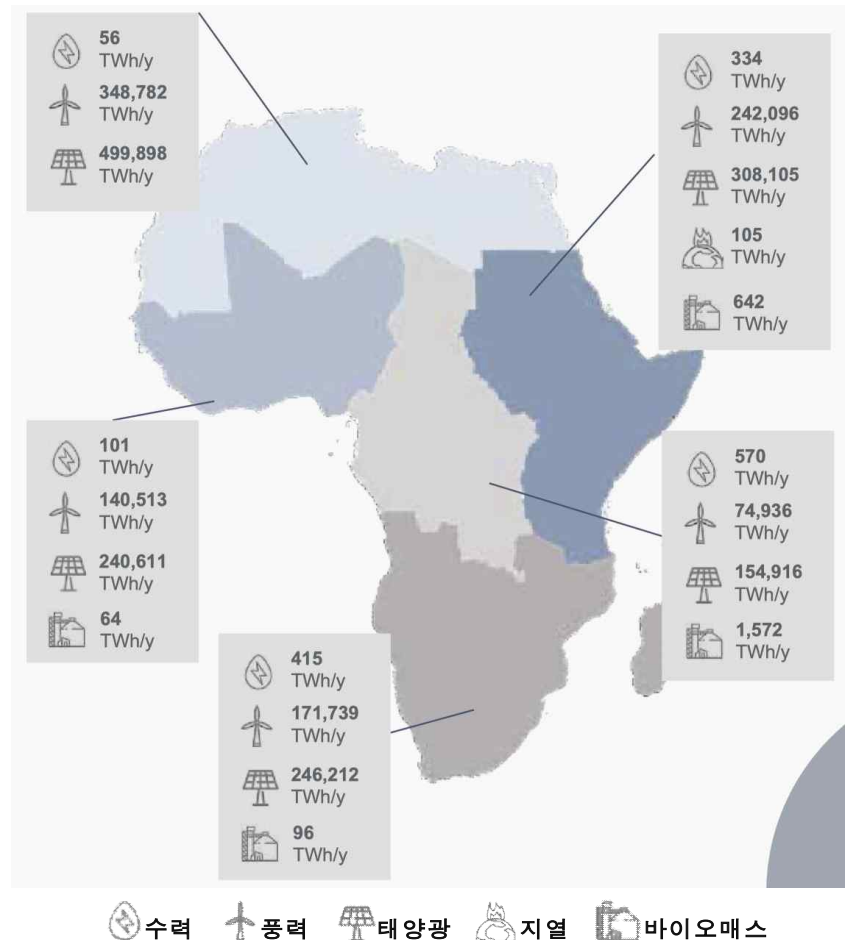 56
TWh/y
348,782
TWh/y
499,898
TWh/y
334
TWh/y
242,096
TWh/y
308,105
TWh/y
105
TWh/y
642
TWh/y
101
TWh/y
140,513
TWh/y
240,611
TWh/y
64
TWh/y
570
TWh/y
74,936
TWh/y
154,916
TWh/y
1,572
TWh/y
415
TWh/y
171,739
TWh/y
246,212
TWh/y
96
TWh/y
수력 풍력 태양광 지열 바이오매스